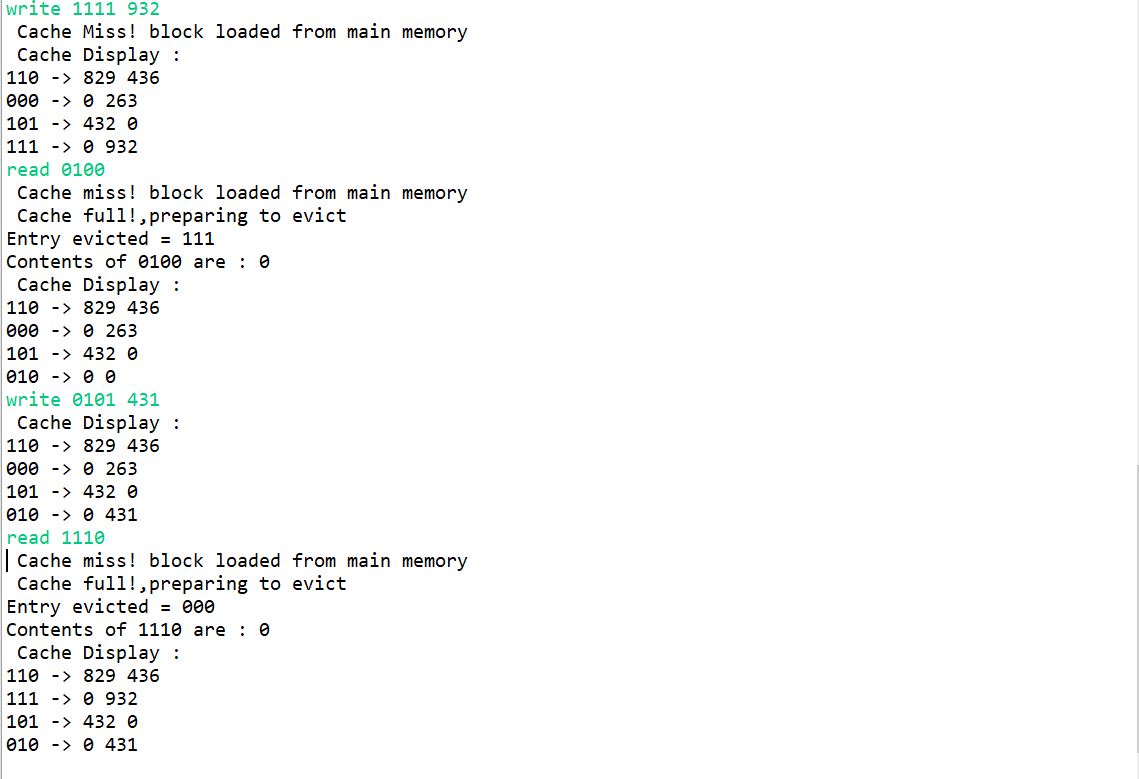 write 1111 932
Cache Miss! block loaded from main memory
Cache Display :
110 -> 829 436
000 -> 0 263
101 -> 432 0
111 -> 0 932
read 0100
Cache miss! block loaded from main memory
Cache full!,preparing to evict
Entry evicted = 111
Contents of 0100 are : 0
Cache Display :
110 -> 829 436
000 -> 0 263
101 -> 432 0
010 -> 0 0
write 0101 431
Cache Display :
110 -> 829 436
000 -> 0 263
101 -> 432 0
010 -> 0 431
read 1110
Cache miss! block loaded from main memory
Cache full!,preparing to evict
Entry evicted = 000
Contents of 1110 are : 0
Cache Display :
110 -> 829 436
111 -> 0 932
101 -> 432 0
010 -> 0 431